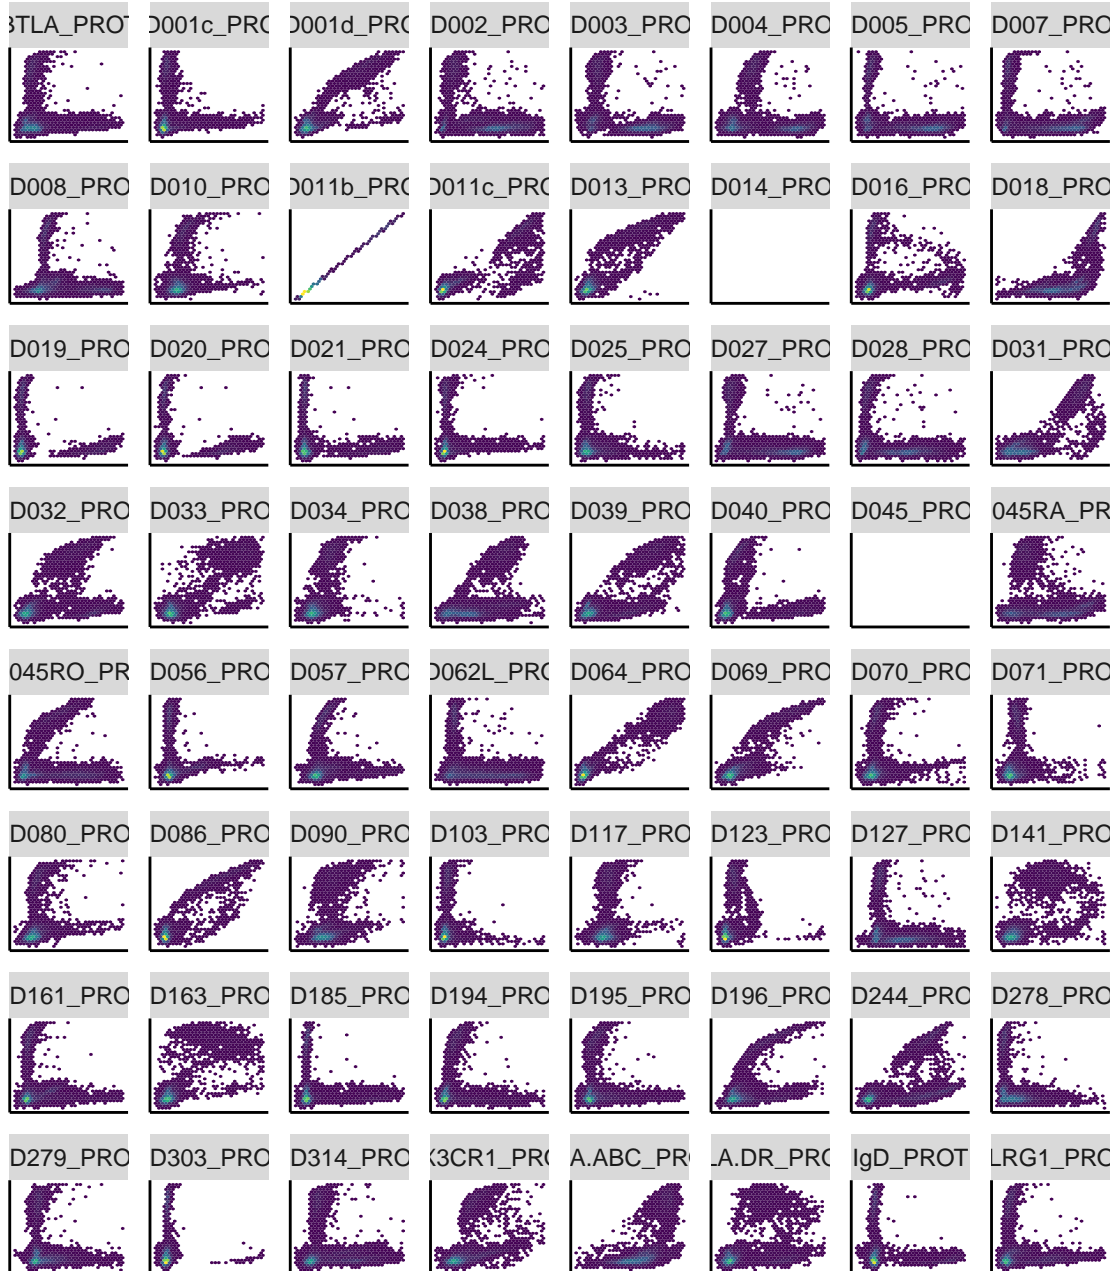 BTLA_PROT D001c_PRO D001d_PRO D002_PRO D003_PRO D004_PRO D005_PRO D007_PRO
D008_PRO D010_PRO D011b_PRO D011c_PRO D013_PRO D014_PRO D016_PRO D018_PRO
D019_PRO D020_PRO D021_PRO D024_PRO D025_PRO D027_PRO D028_PRO D031_PRO
D032_PRO D033_PRO D034_PRO D038_PRO D039_PRO D040_PRO D045_PRO 045RA_PR
045RO_PR D056_PRO D057_PRO D062L_PRO D064_PRO D069_PRO D070_PRO D071_PRO
D080_PRO D086_PRO D090_PRO D103_PRO D117_PRO D123_PRO D127_PRO D141_PRO
D161_PRO D163_PRO D185_PRO D194_PRO D195_PRO D196_PRO D244_PRO D278_PRO
D279_PRO D303_PRO D314_PRO X3CR1_PRO A.ABC_PRO LA.DR_PRO IgD_PROT LRG1_PRO